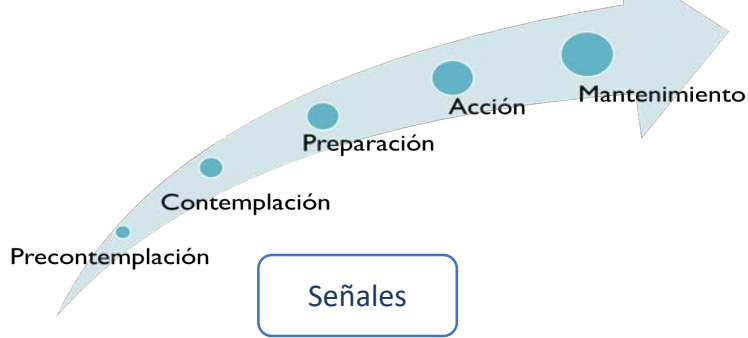 Precontemplación
Contemplación
Preparación
Acción
Mantenimiento
Señales